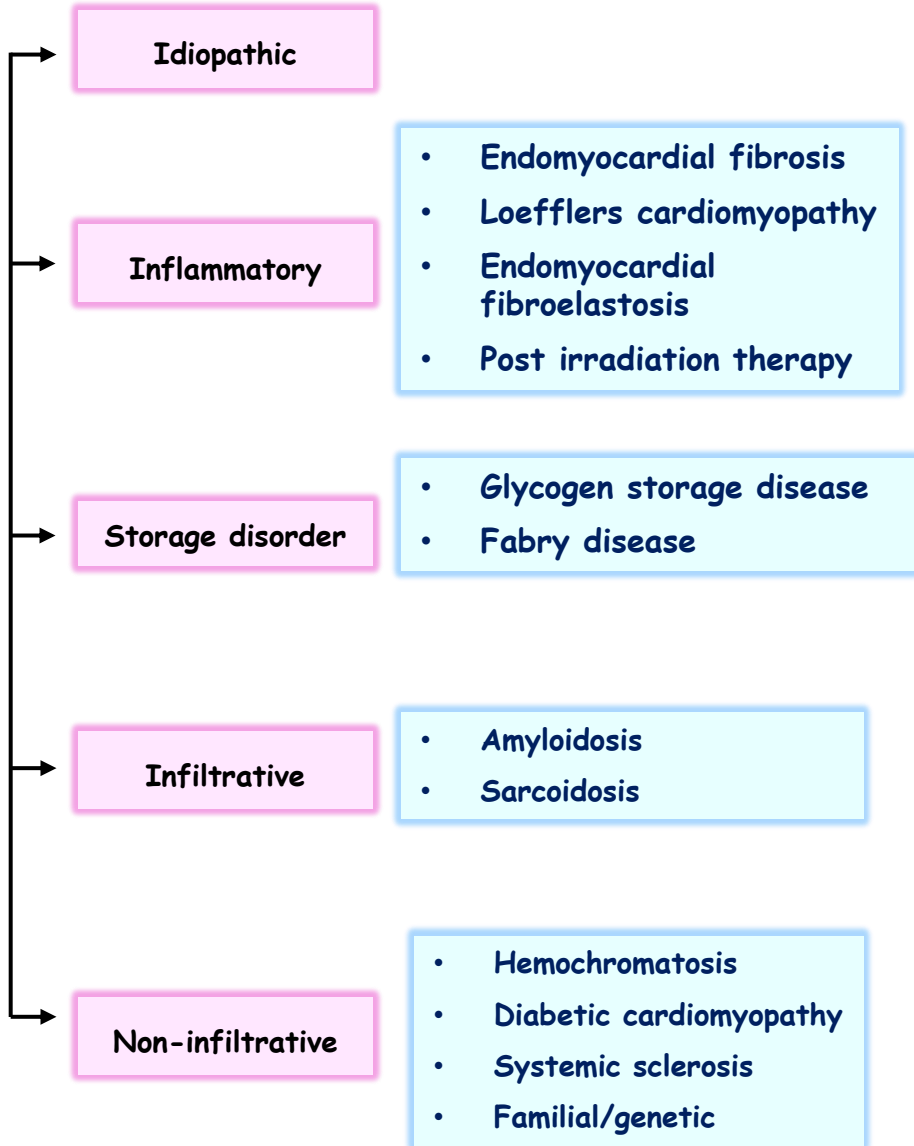 Idiopathic
Inflammatory
• Endomyocardial fibrosis
• Loefflers cardiomyopathy
• Endomyocardial
fibroelastosis
• Post irradiation therapy
Storage disorder
• Glycogen storage disease
• Fabry disease
Infiltrative
• Amyloidosis
• Sarcoidosis
Non-infiltrative
• Hemochromatosis
• Diabetic cardiomyopathy
• Systemic sclerosis
• Familial/genetic